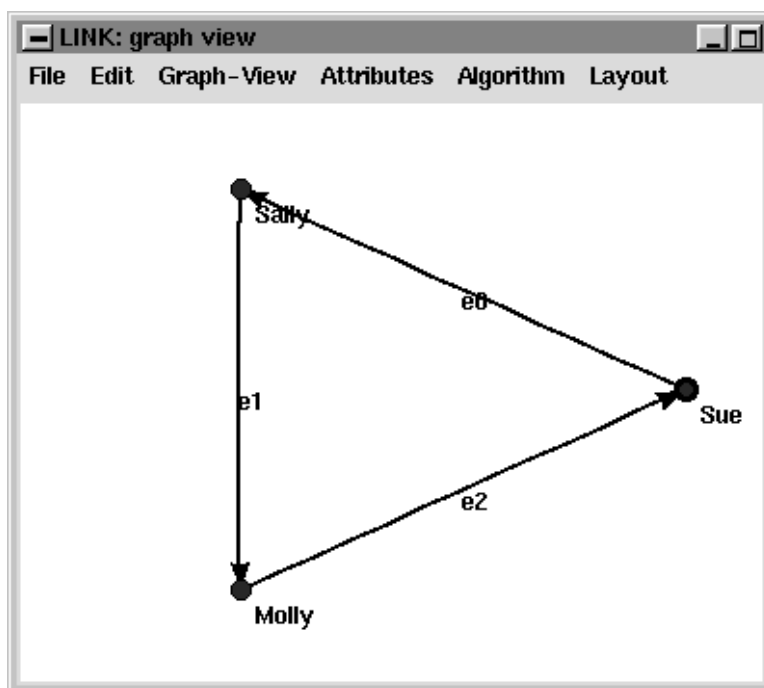 LINK: graph view
File Edit Graph-View Attributes Algorithm Layout
Sally
e0
e1
Sue
e2
Molly